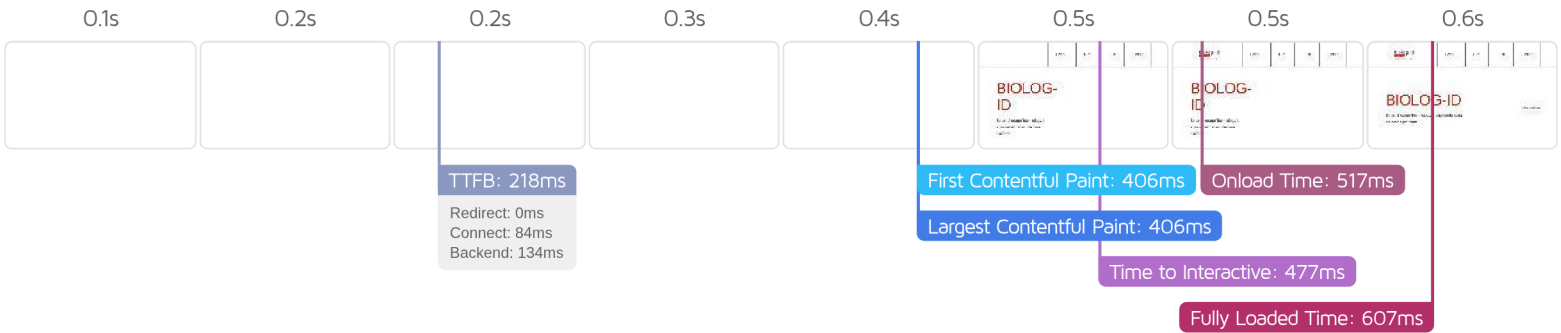 0.1s
0.2s
0.2s
0.3s
0.4s
0.5s
0.5s
0.6s
BIOLOG-
ID
BIOLOG-
ID
BIOLOG-ID
TTFB: 218ms
Redirect: 0ms
Connect: 84ms
Backend: 134ms
First Contentful Paint: 406ms
Onload Time: 517ms
Largest Contentful Paint: 406ms
Time to Interactive: 477ms
Fully Loaded Time: 607ms